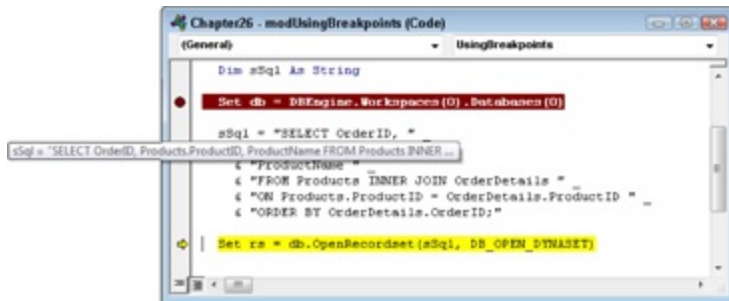 Chapter26 - modUsingBreakpoints (Code)
(General) UsingBreakpoints
Dim sSql As String
Set db = DBEngine.Workspaces(0).Databases(0)
sSql = "SELECT OrderID, " _
sSql = "SELECT OrderID, Products.ProductID, ProductName FROM Products INNER ...
& "ProductName " _
& "FROM Products INNER JOIN OrderDetails " _
& "ON Products.ProductID = OrderDetails.ProductID " _
& "ORDER BY OrderDetails.OrderID;"
Set rs = db.OpenRecordset(sSql, DB_OPEN_DYNASET)